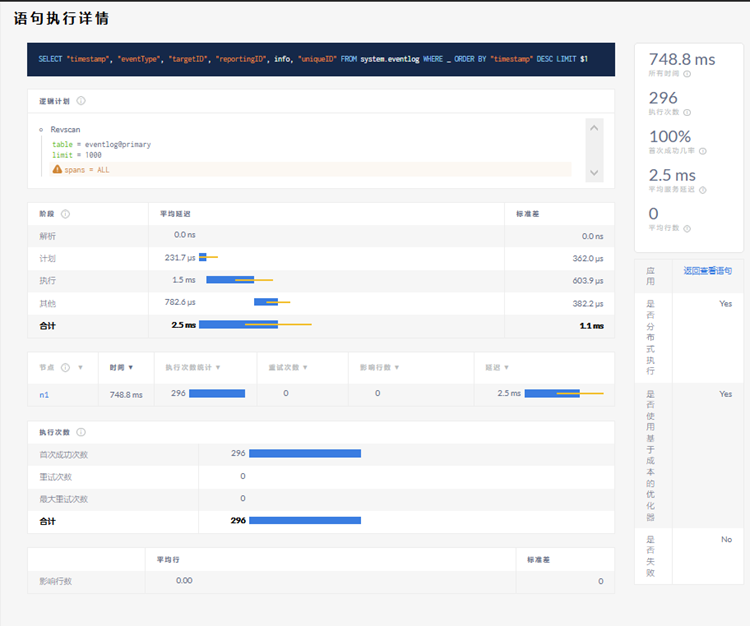 语句执行详情
SELECT "timestamp", "eventType", "targetID", "reportingID", info, "uniqueID" FROM system.eventlog WHERE _ ORDER BY "timestamp" DESC LIMIT $1
逻辑计划
Revscan
table = eventlog@primary
limit = 1000
spans = ALL
阶段 平均延迟 标准差
解析 0.0 ns 0.0 ns
计划 231.7 µs 362.0 µs
执行 1.5 ms 603.9 µs
其他 782.6 µs 382.2 µs
合计 2.5 ms 1.1 ms
节点 时间 执行次数统计 重试次数 影响行数 延迟
n1 748.8 ms 296 0 0 2.5 ms
执行次数
首次成功次数 296
重试次数 0
最大重试次数 0
合计 296
平均行 标准差
影响行数 0.00 0
748.8 ms
所有时间
296
执行次数
100%
首次成功几率
2.5 ms
平均服务延迟
0
平均行数
应用 返回查看语句
是否分布式执行 Yes
是否使用基于成本的优化器 Yes
是否失败 No